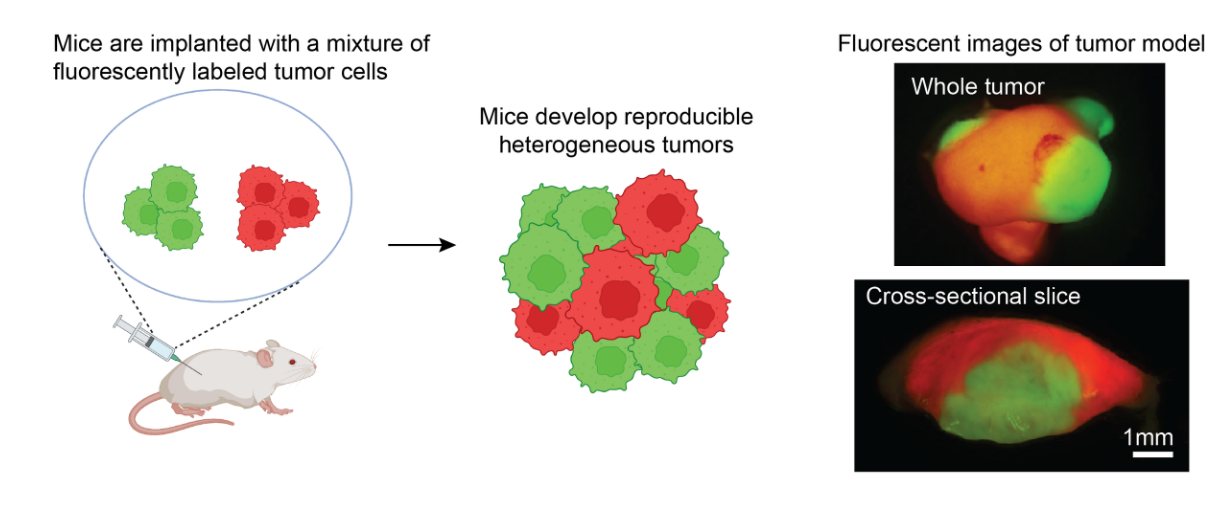 Mice are implanted with a mixture of
fluorescently labeled tumor cells
Mice develop reproducible
heterogeneous tumors
Fluorescent images of tumor model
Whole tumor
Cross-sectional slice
1mm